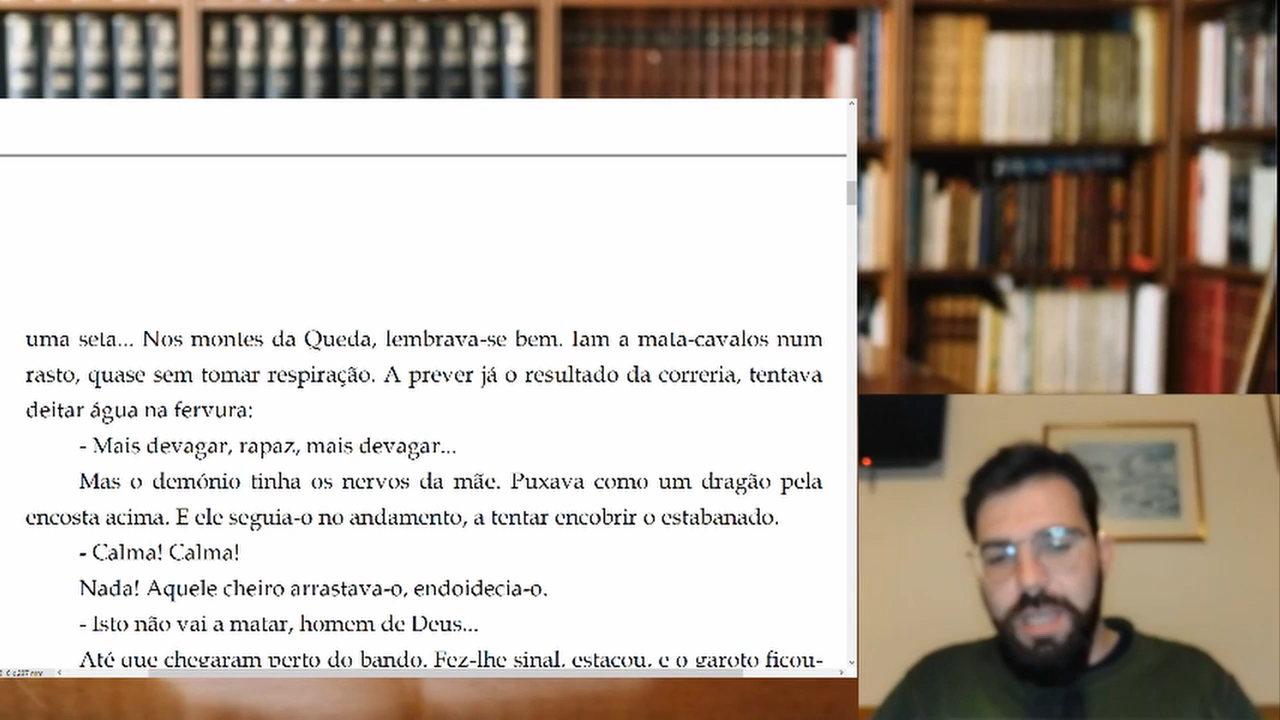 uma seta... Nos montes da Queda, lembrava-se bem. Iam a mata-cavalos num
rasto, quase sem tomar respiração. A prever já o resultado da correria, tentava
deitar água na fervura:
- Mais devagar, rapaz, mais devagar...
Mas o demónio tinha os nervos da mãe. Puxava como um dragão pela
encosta acima. E ele seguia-o no andamento, a tentar encobrir o estabanado.
- Calma! Calma!
Nada! Aquele cheiro arrastava-o, endoidecia-o.
- Isto não vai a matar, homem de Deus...
Até que chegaram perto do bando. Fez-lhe sinal, estacou, e o garoto ficou-